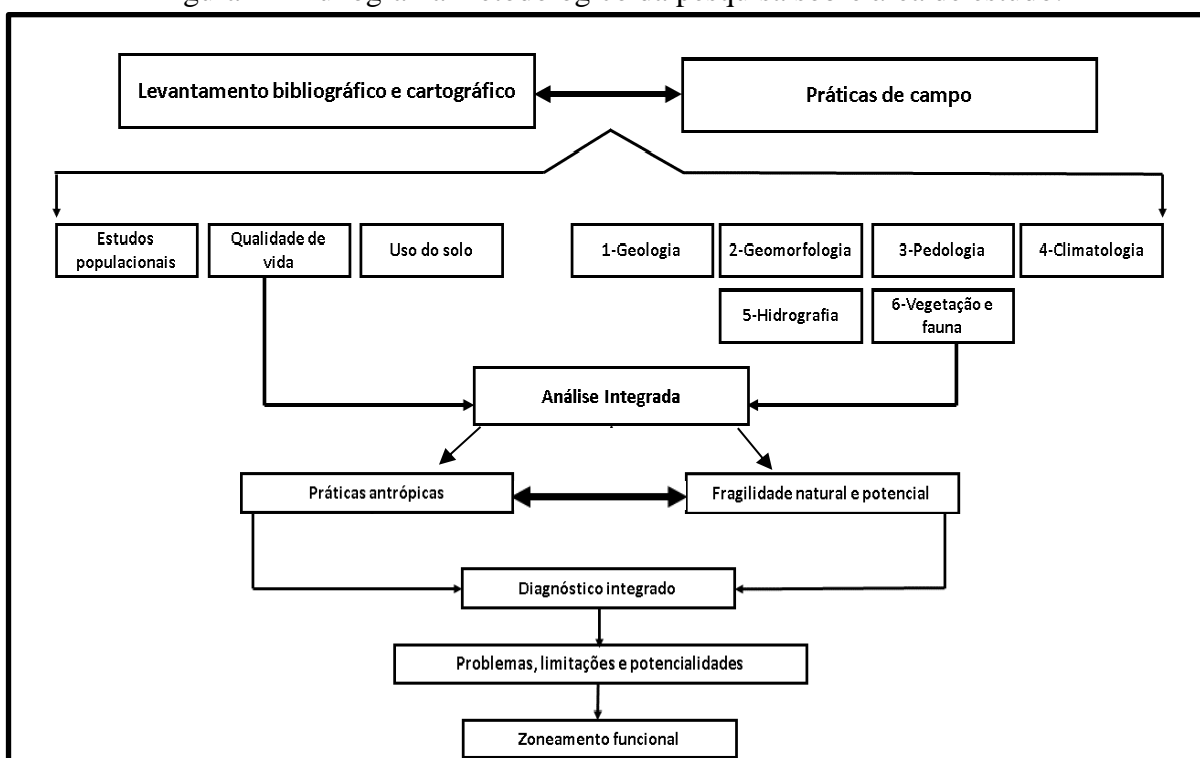 Levantamento bibliográfico e cartográfico
Práticas de campo
Estudos
populacionais
Qualidade de
vida
Uso do solo
1-Geologia
2-Geomorfologia
3-Pedologia
4-Climatologia
5-Hidrografia
6-Vegetação e
fauna
Análise Integrada
Práticas antrópicas
Fragilidade natural e potencial
Diagnóstico integrado
Problemas, limitações e potencialidades
Zoneamento funcional